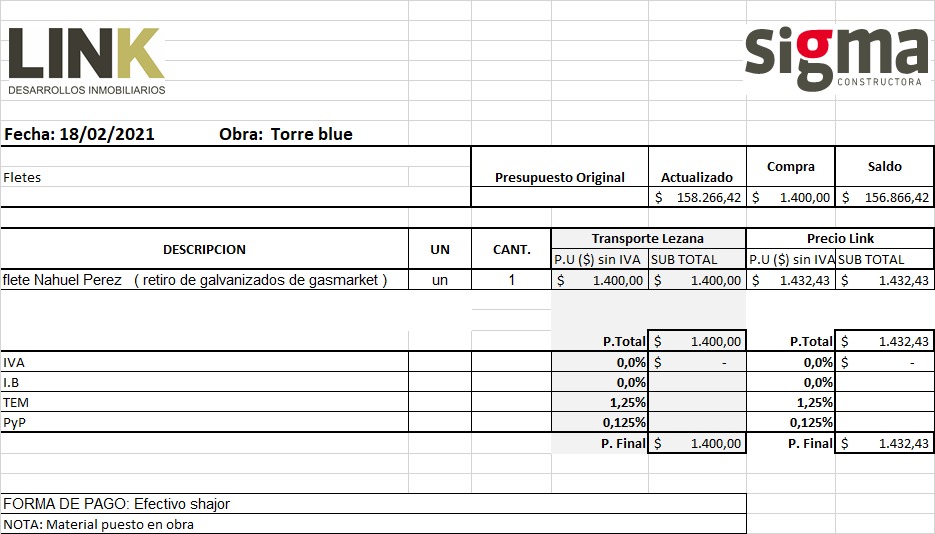 LINK
DESARROLLOS INMOBILIARIOS
sigma
CONSTRUCTORA
Fecha: 18/02/2021 Obra: Torre blue
Fletes Presupuesto Original Actualizado Compra Saldo
$ 158.266,42 $ 1.400,00 $ 156.866,42
DESCRIPCION UN CANT. Transporte Lezana Precio Link
P.U ($) sin IVA SUB TOTAL P.U ($) sin IVA SUB TOTAL
flete Nahuel Perez ( retiro de galvanizados de gasmarket ) un 1 $ 1.400,00 $ 1.400,00 $ 1.432,43 $ 1.432,43
P.Total $ 1.400,00 P.Total $ 1.432,43
IVA 0,0% $ - 0,0% $ -
I.B 0,0% 0,0%
TEM 1,25% 1,25%
PyP 0,125% 0,125%
P. Final $ 1.400,00 P. Final $ 1.432,43
FORMA DE PAGO: Efectivo shajor
NOTA: Material puesto en obra